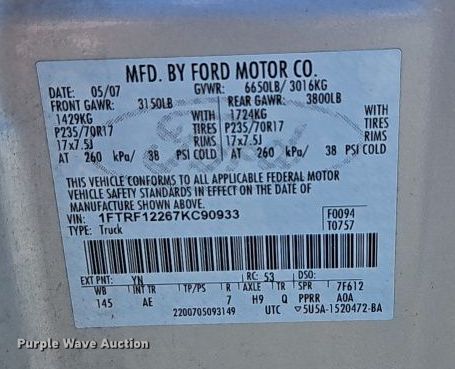 MFD. BY FORD MOTOR CO.
DATE: 05/07 GVWR: 6650LB/ 3016KG
FRONT GAWR: 3150LB REAR GAWR: 3800LB
1429KG WITH 1724KG WITH
P235/70R17 TIRES P235/70R17 TIRES
17x7.5J RIMS 17x7.5J RIMS
AT 260 kPa/ 38 PSI COLD AT 260 kPa/ 38 PSI COLD
THIS VEHICLE CONFORMS TO ALL APPLICABLE FEDERAL MOTOR
VEHICLE SAFETY STANDARDS IN EFFECT ON THE DATE OF
MANUFACTURE SHOWN ABOVE.
VIN: 1FTRF12267KC90933 F0094
TYPE: Truck T0757
EXT PNT: YN RC: 53 DSO:
WB INT TR TP/PS R AXLE TR SPR 7F612
145 AE 7 H9 Q PPRR A0A
2200705093149 UTC ▽5U5A-1520472-BA
Ford
Purple Wave Auction